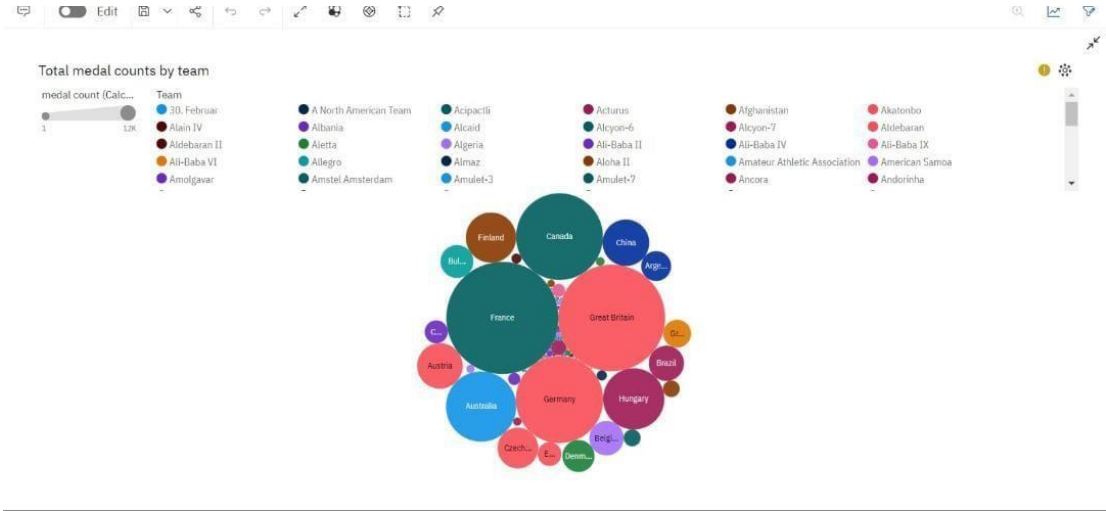 Edit
Total medal counts by team
medal count (Calc...
1 12K
Team
30. Februar A North American Team Acipactli Acturus Afghanistan Akatonbo
Alain IV Albania Alcaid Alcyon-6 Alcyon-7 Aldebaran
Aldebaran II Aletta Algeria Ali-Baba II Ali-Baba IV Ali-Baba IX
Ali-Baba VI Allegro Almaz Aloha II Amateur Athletic Association American Samoa
Amolgavar Amstel Amsterdam Amulet-3 Amulet-7 Ancora Andorinha
Finland Canada China
Bul... Arge...
France Great Britain
C... Gr...
Austria Brazil
Australia Germany Hungary
Czech... E... Denm... Belgi...